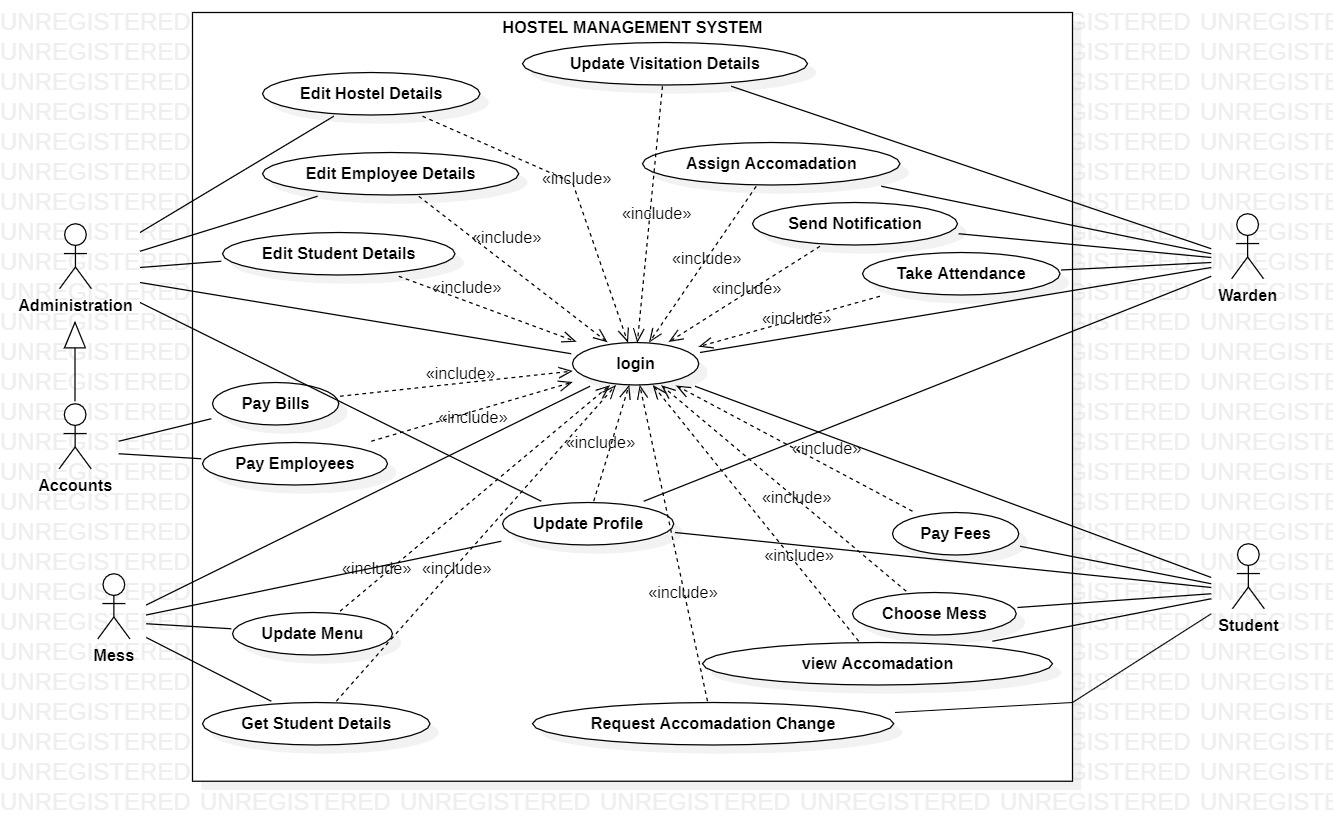 HOSTEL MANAGEMENT SYSTEM
Update Visitation Details
Edit Hostel Details
Assign Accomadation
Edit Employee Details
«include»
«include»
Send Notification
«include»
Edit Student Details
«include»
Take Attendance
«include»
«include»
«include»
Administration
Warden
login
«include»
Pay Bills
«include»
«include»
«include»
Pay Employees
Accounts
«include»
Update Profile
Pay Fees
«include»
«include»
«include»
«include»
Choose Mess
Student
Update Menu
Mess
view Accomadation
Get Student Details
Request Accomadation Change
UNREGISTERED UNREGISTERED UNREGISTERED UNREGISTERED UNREGISTERED UNREGISTERED